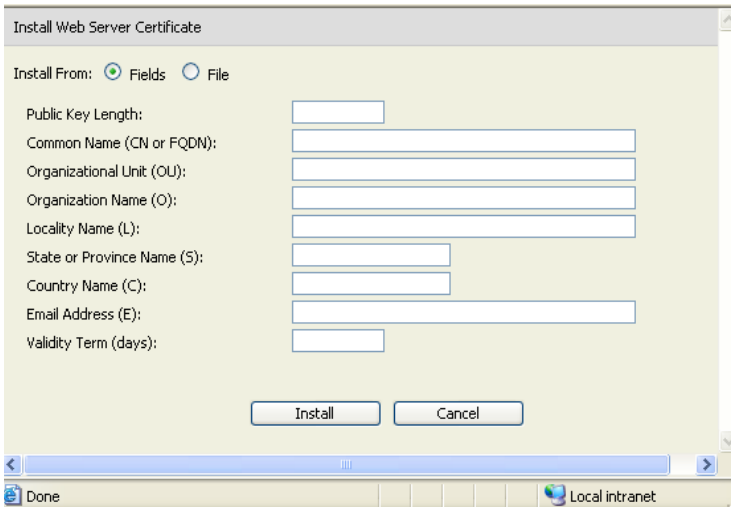 Install Web Server Certificate
Install From: Fields File
Public Key Length:
Common Name (CN or FQDN):
Organizational Unit (OU):
Organization Name (O):
Locality Name (L):
State or Province Name (S):
Country Name (C):
Email Address (E):
Validity Term (days):
Install Cancel
Done Local intranet